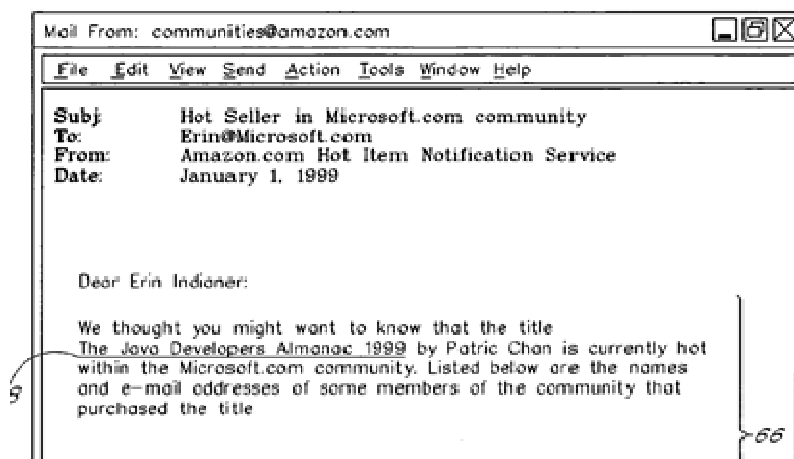 Mail From: communities@amazon.com
File Edit View Send Action Tools Window Help
Subj: Hot Seller in Microsoft.com community
To: Erin@Microsoft.com
From: Amazon.com Hot Item Notification Service
Date: January 1, 1999
Dear Erin Indianer:
We thought you might want to know that the title
The Java Developers Almanac 1999 by Patric Chan is currently hot
within the Microsoft.com community. Listed below are the names
and e-mail addresses of some members of the community that
purchased the title
66